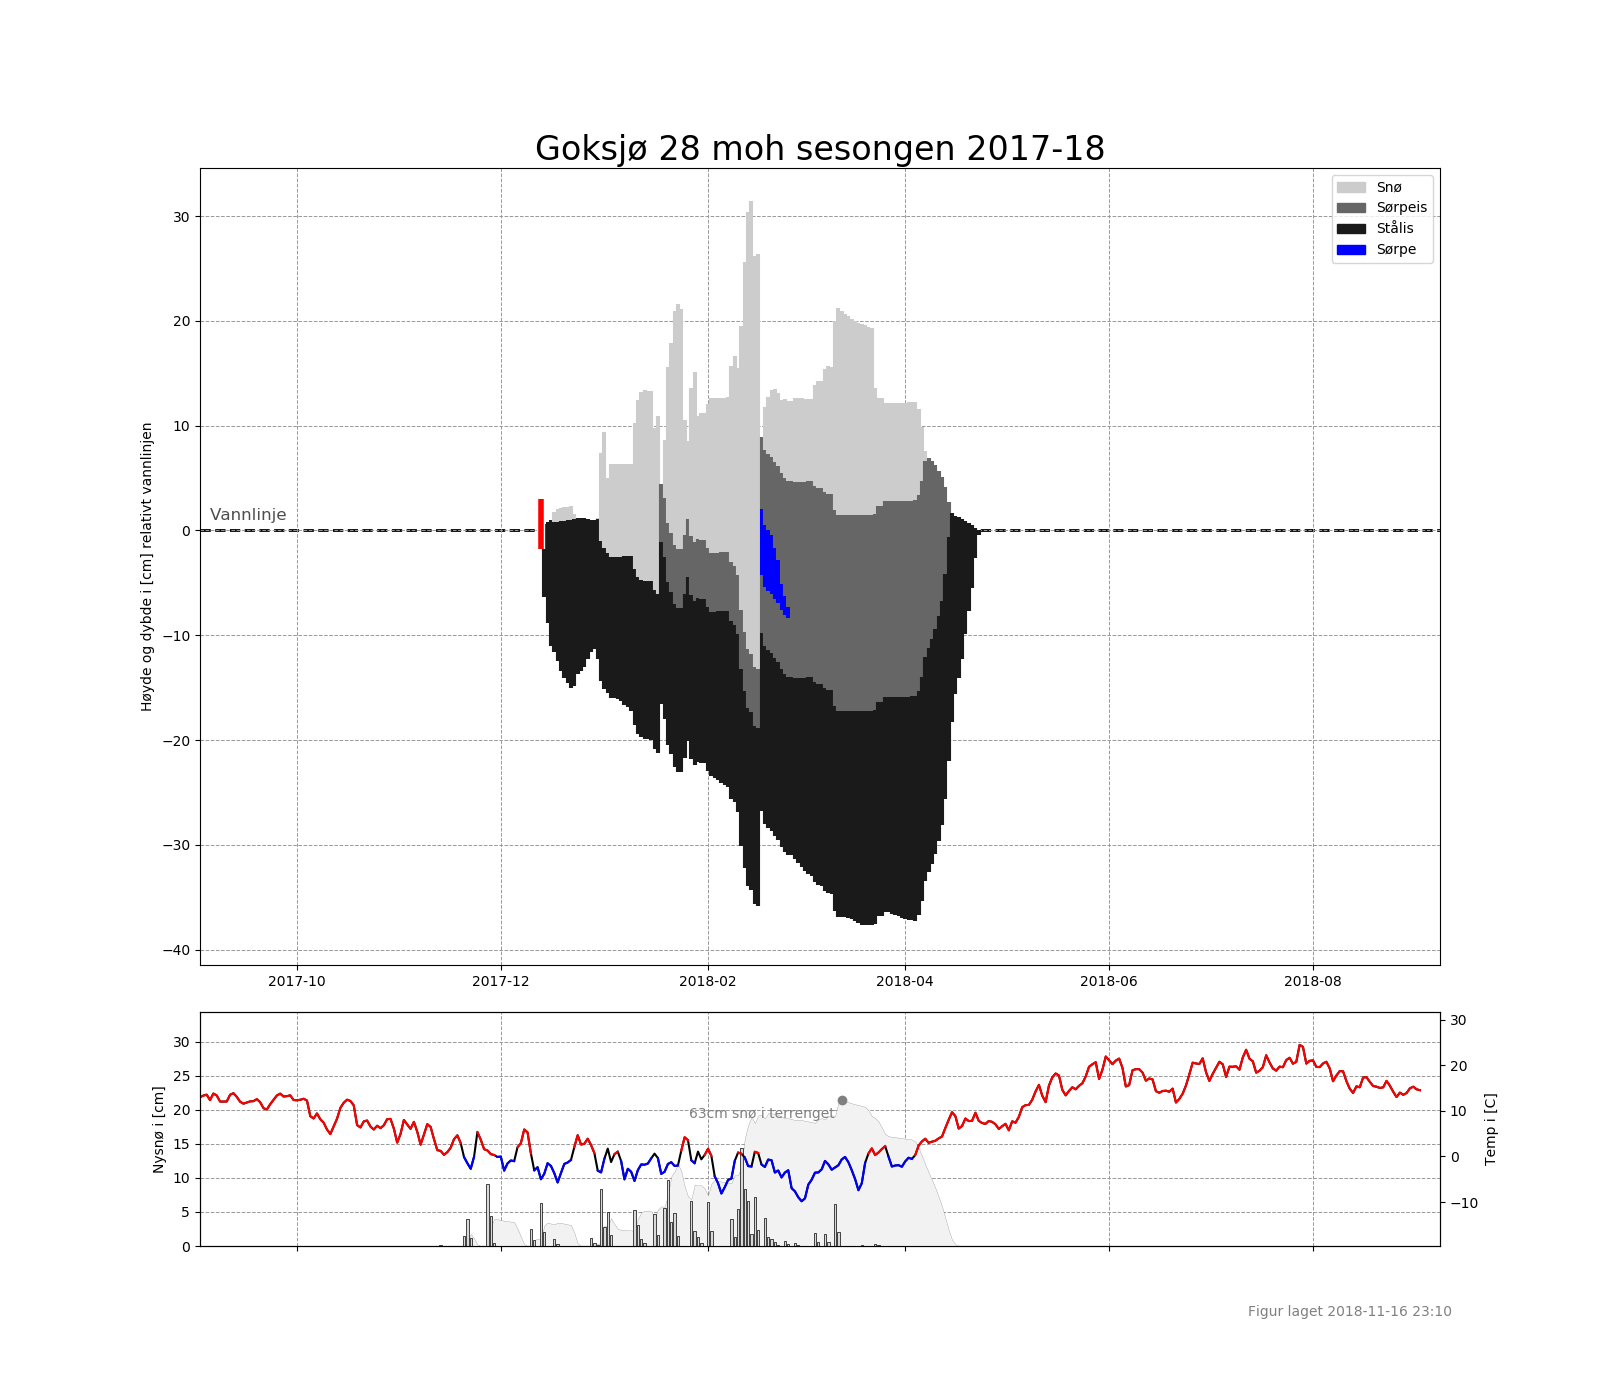 Goksjø 28 moh sesongen 2017-18
Snø
Sørpeis
Stålis
Sørpe
Vannlinje
Høyde og dybde i [cm] relativt vannlinjen
30
20
10
0
−10
−20
−30
−40
2017-10 2017-12 2018-02 2018-04 2018-06 2018-08
Nysnø i [cm]
30
25
20
15
10
5
0
63cm snø i terrenget
30
20
10
0
−10
Temp i [C]
Figur laget 2018-11-16 23:10